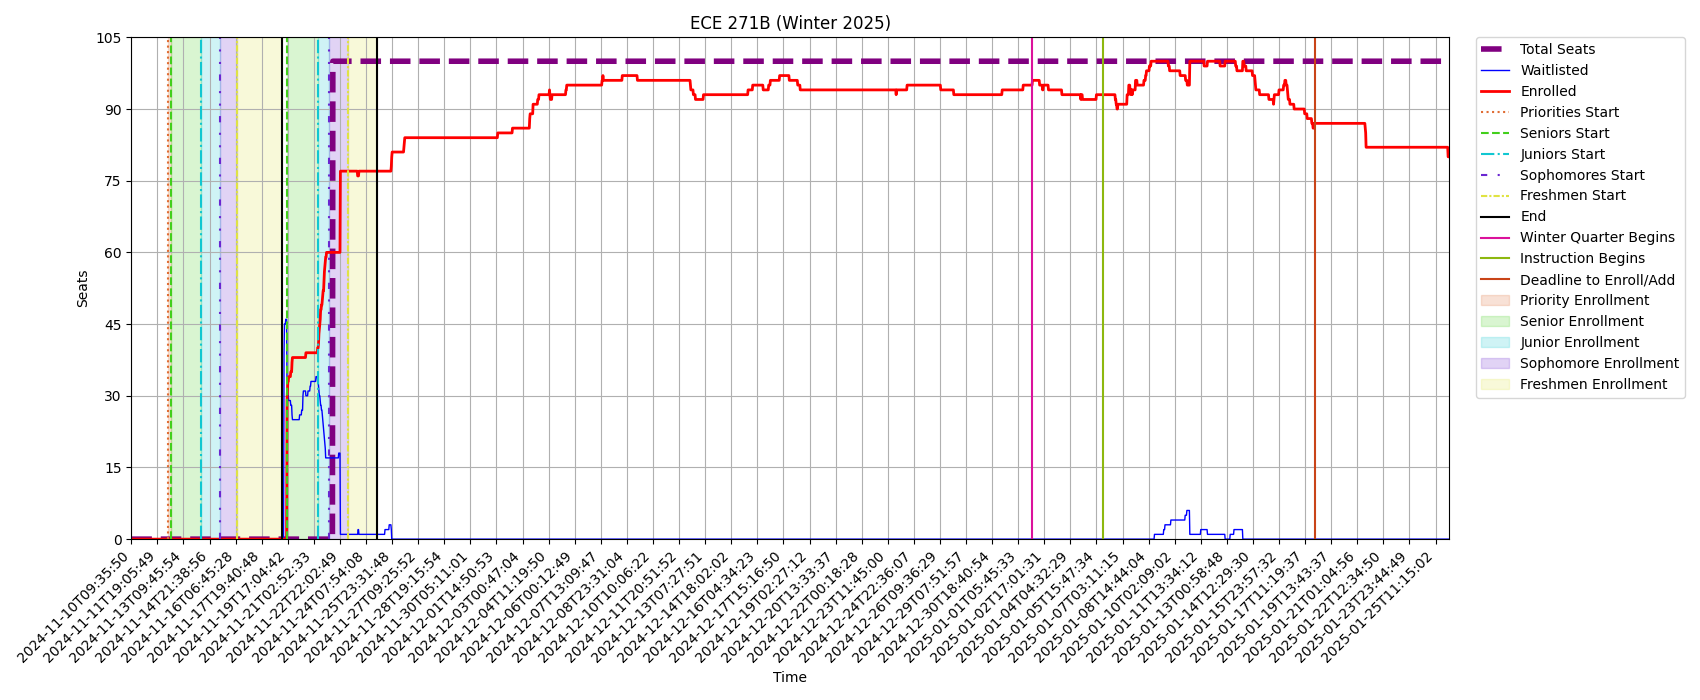 ECE 271B (Winter 2025)
105
90
75
60
45
30
15
0
Seats
2024-11-10T09:35:50
2024-11-11T19:05:49
2024-11-13T09:45:54
2024-11-14T21:38:56
2024-11-16T06:45:28
2024-11-17T19:40:48
2024-11-19T17:04:42
2024-11-21T02:52:33
2024-11-22T22:02:49
2024-11-24T07:54:08
2024-11-25T23:31:48
2024-11-27T09:25:52
2024-11-28T19:15:54
2024-11-30T05:11:01
2024-12-01T14:50:53
2024-12-03T00:47:04
2024-12-04T11:19:50
2024-12-06T00:12:49
2024-12-07T13:09:47
2024-12-08T23:31:04
2024-12-10T10:06:22
2024-12-11T20:51:52
2024-12-13T07:27:51
2024-12-14T18:02:02
2024-12-16T04:34:23
2024-12-17T15:16:50
2024-12-19T02:27:12
2024-12-20T13:33:37
2024-12-22T00:18:28
2024-12-23T11:45:00
2024-12-24T22:36:07
2024-12-26T09:36:29
2024-12-29T07:51:57
2024-12-30T18:40:54
2025-01-01T05:45:33
2025-01-02T17:01:31
2025-01-04T04:32:29
2025-01-05T15:47:34
2025-01-07T03:11:15
2025-01-08T14:44:04
2025-01-10T02:09:02
2025-01-11T13:34:12
2025-01-13T00:58:48
2025-01-14T12:29:30
2025-01-15T23:57:32
2025-01-17T11:19:37
2025-01-19T13:43:37
2025-01-21T01:04:56
2025-01-22T12:34:50
2025-01-23T23:44:49
2025-01-25T11:15:02
Time
Total Seats
Waitlisted
Enrolled
Priorities Start
Seniors Start
Juniors Start
Sophomores Start
Freshmen Start
End
Winter Quarter Begins
Instruction Begins
Deadline to Enroll/Add
Priority Enrollment
Senior Enrollment
Junior Enrollment
Sophomore Enrollment
Freshmen Enrollment